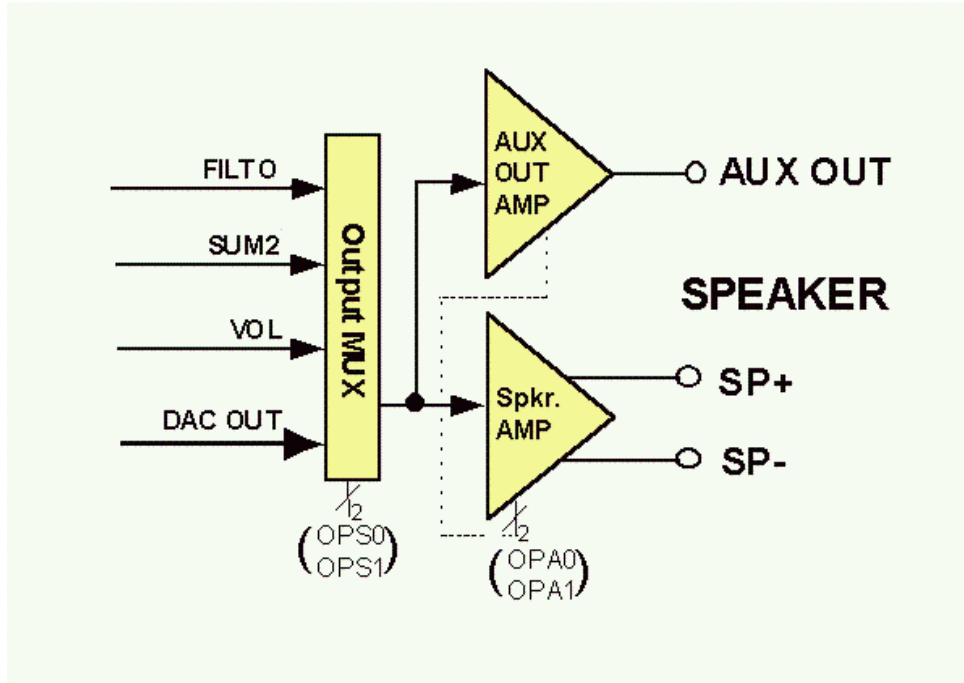 FILTO
SUM2
VOL
DAC OUT
Output MUX
2
(OPS0
OPS1)
AUX
OUT
AMP
AUX OUT
SPEAKER
Spkr.
AMP
SP+
SP-
2
(OPA0
OPA1)